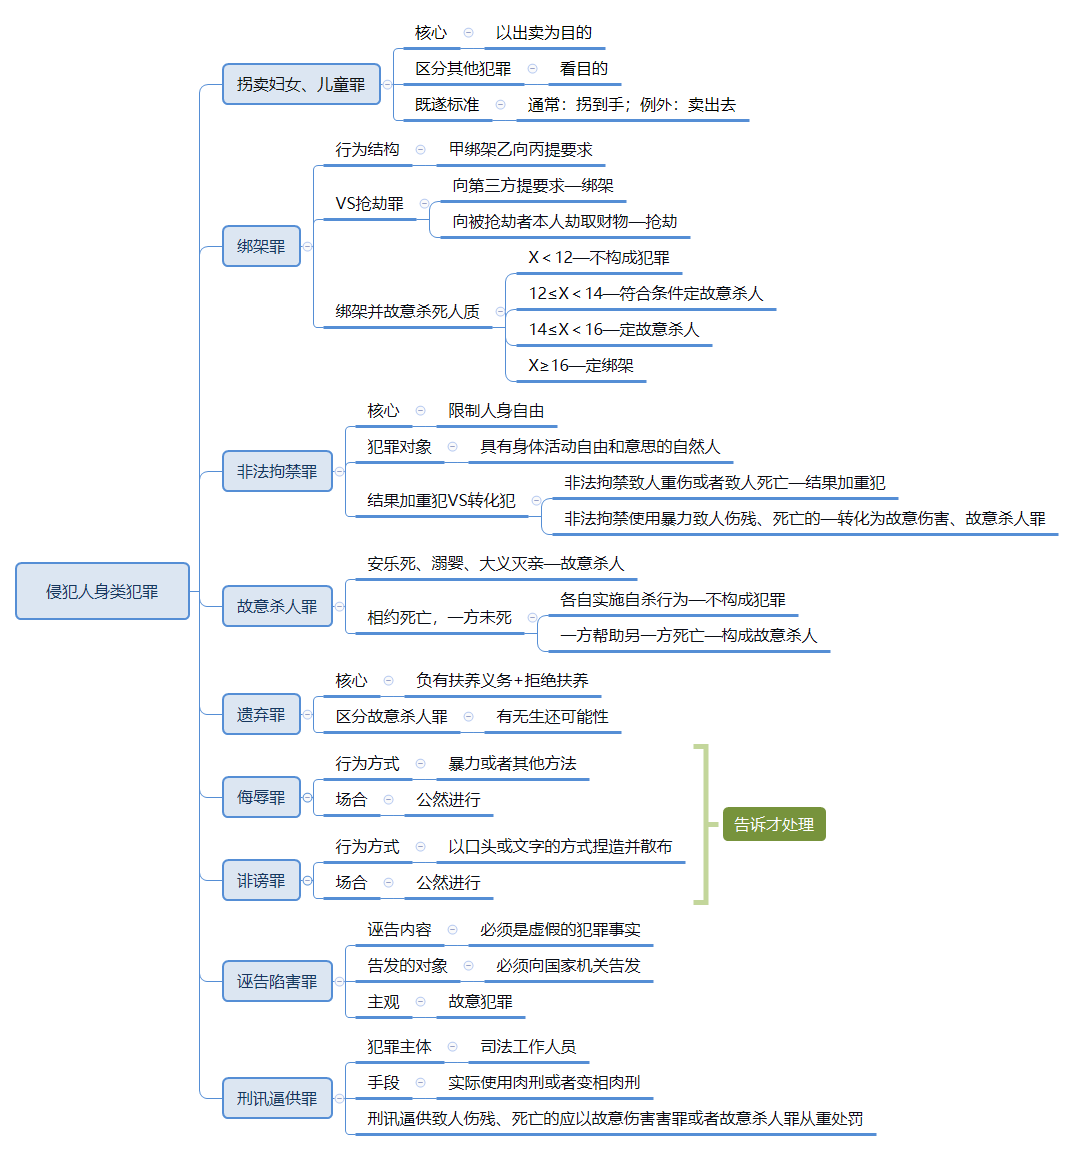 侵犯人身类犯罪
拐卖妇女、儿童罪
核心
以出卖为目的
区分其他犯罪
看目的
既遂标准
通常：拐到手；例外：卖出去
绑架罪
行为结构
甲绑架乙向丙提要求
VS抢劫罪
向第三方提要求—绑架
向被抢劫者本人劫取财物—抢劫
绑架并故意杀死人质
X＜12—不构成犯罪
12≤X＜14—符合条件定故意杀人
14≤X＜16—定故意杀人
X≥16—定绑架
非法拘禁罪
核心
限制人身自由
犯罪对象
具有身体活动自由和意思的自然人
结果加重犯VS转化犯
非法拘禁致人重伤或者致人死亡—结果加重犯
非法拘禁使用暴力致人伤残、死亡的—转化为故意伤害、故意杀人罪
故意杀人罪
安乐死、溺婴、大义灭亲—故意杀人
相约死亡，一方未死
各自实施自杀行为—不构成犯罪
一方帮助另一方死亡—构成故意杀人
遗弃罪
核心
负有扶养义务+拒绝扶养
区分故意杀人罪
有无生还可能性
侮辱罪
行为方式
暴力或者其他方法
场合
公然进行
诽谤罪
行为方式
以口头或文字的方式捏造并散布
场合
公然进行
告诉才处理
诬告陷害罪
诬告内容
必须是虚假的犯罪事实
告发的对象
必须向国家机关告发
主观
故意犯罪
刑讯逼供罪
犯罪主体
司法工作人员
手段
实际使用肉刑或者变相肉刑
刑讯逼供致人伤残、死亡的应以故意伤害害罪或者故意杀人罪从重处罚